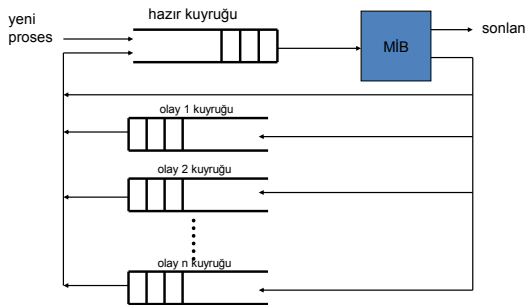 yeni
proses
hazır kuyruğu
MİB
sonlan
olay 1 kuyruğu
olay 2 kuyruğu
olay n kuyruğu